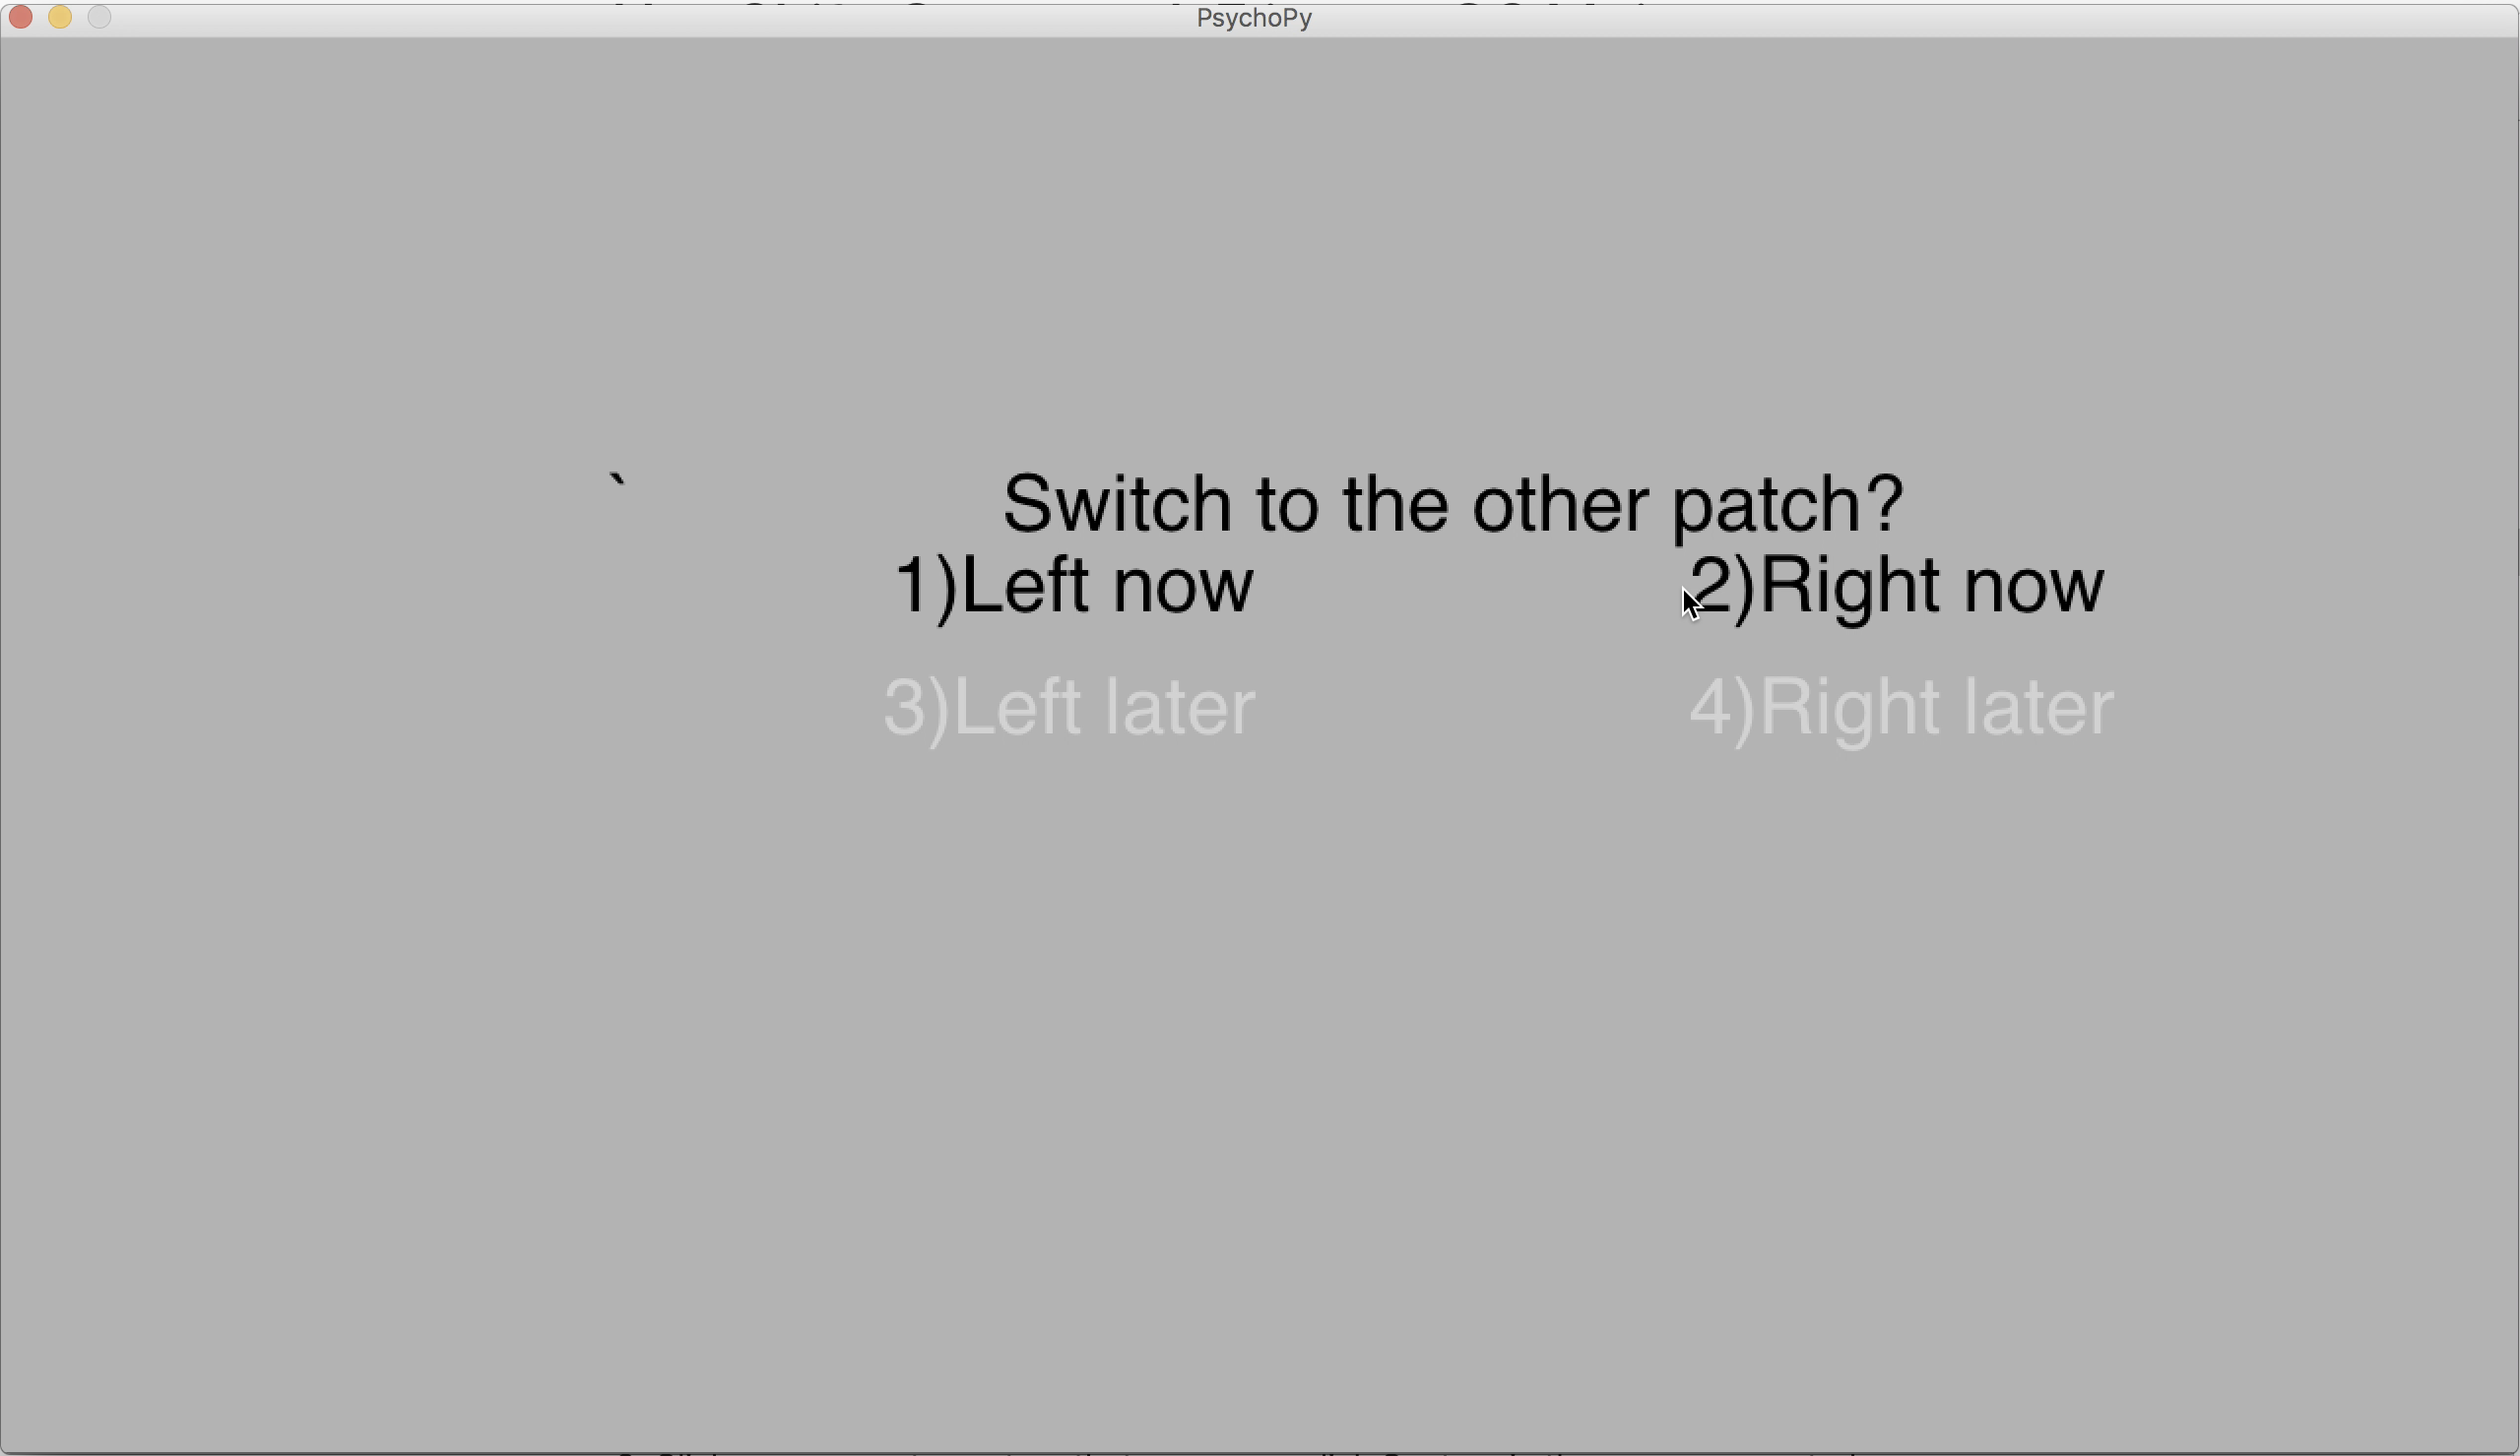 PsychoPy
` Switch to the other patch?
1)Left now 2)Right now
3)Left later 4)Right later